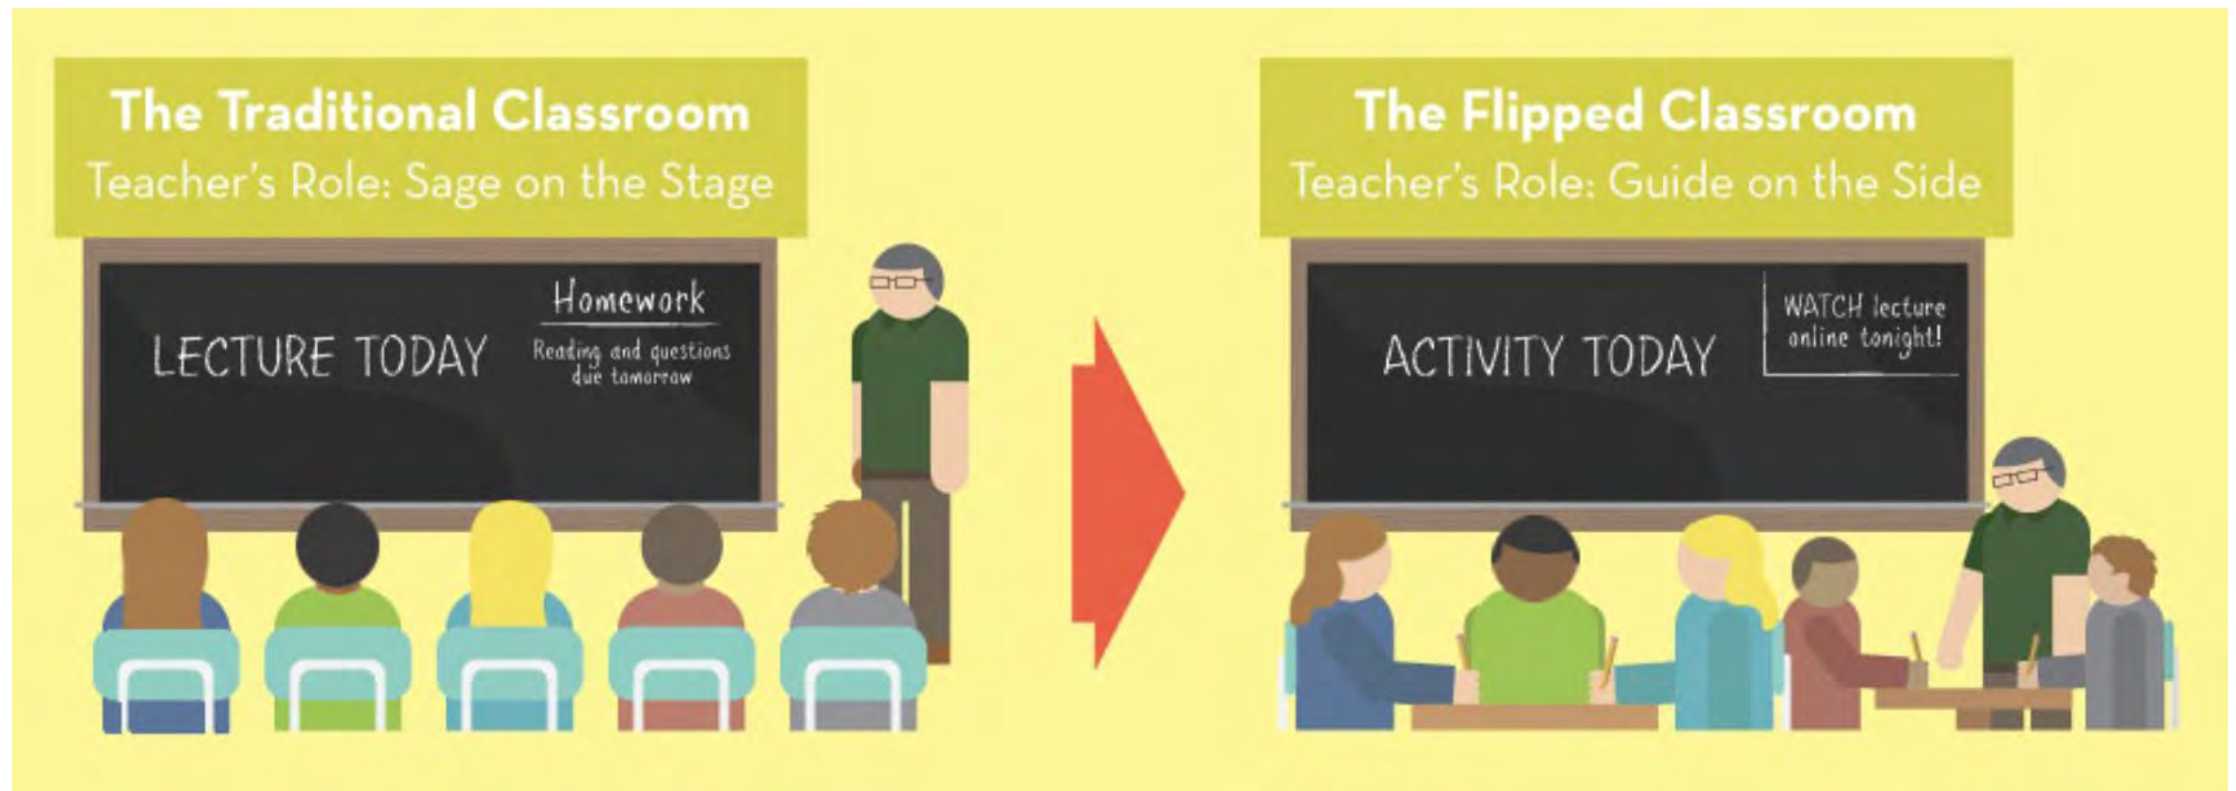 The Traditional Classroom
Teacher's Role: Sage on the Stage
LECTURE TODAY
Homework
Reading and questions
due tomorrow
The Flipped Classroom
Teacher's Role: Guide on the Side
ACTIVITY TODAY
WATCH lecture
online tonight!